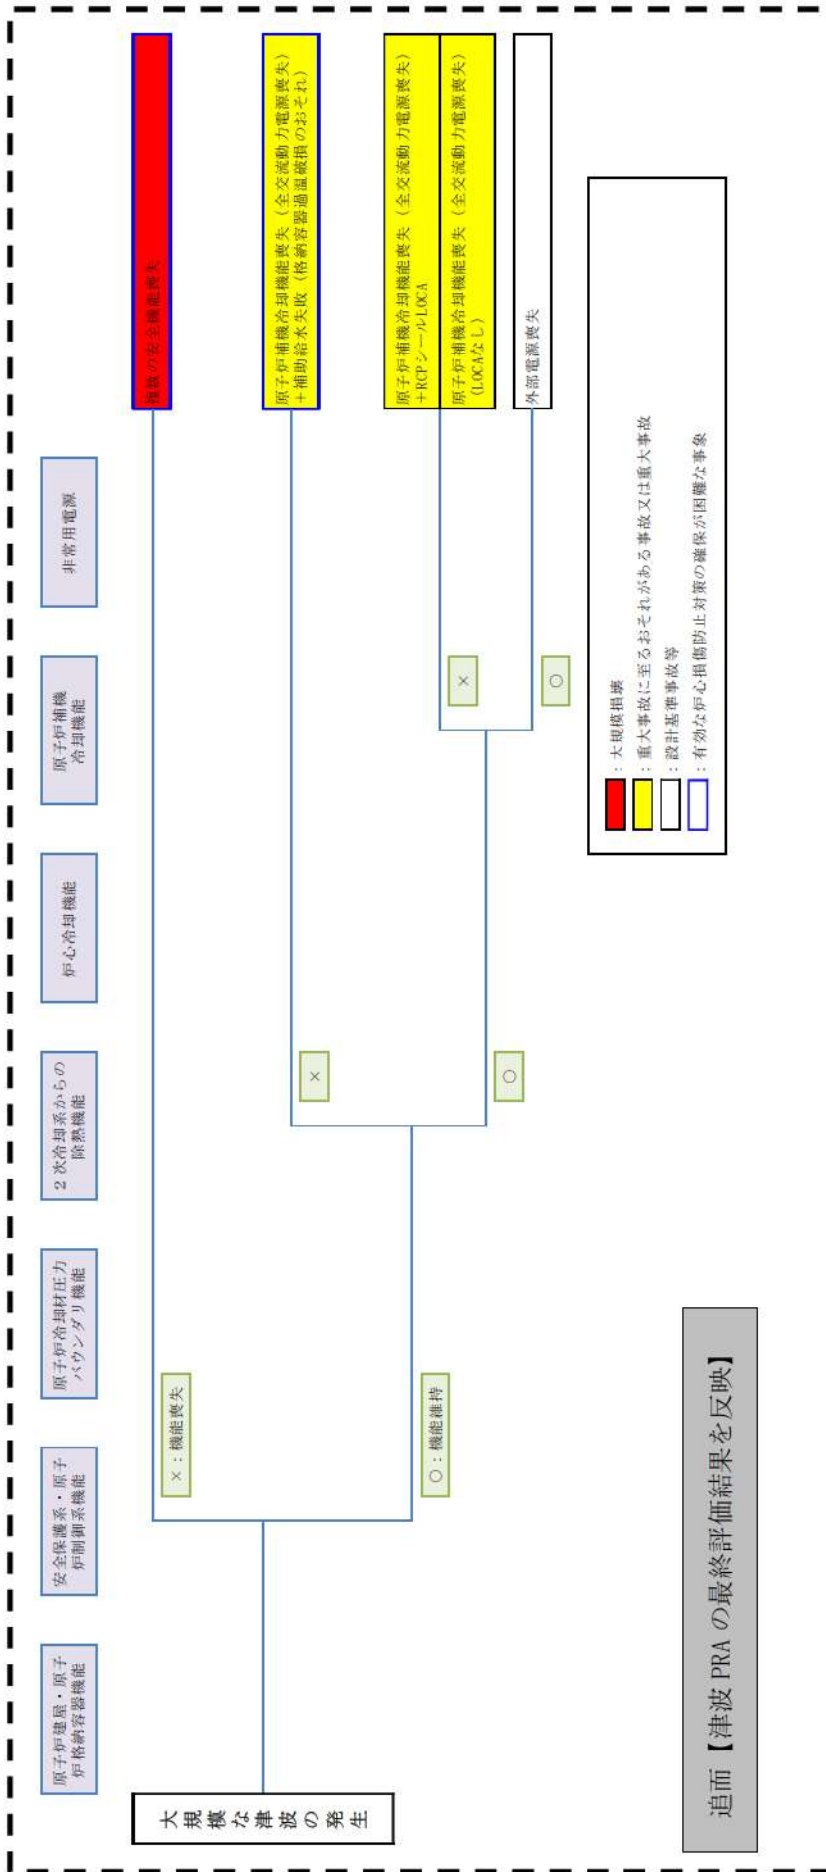 原子炉建屋・原子
炉格納容器機能
安全保護系・原子
炉制御系機能
原子炉冷却材圧力
バウンダリ機能
2次冷却系からの
除熱機能
炉心冷却機能
原子炉補機
冷却機能
非常用電源
大規模な津波の発生
×：機能喪失
○：機能維持
×
○
×
○
複数の安全機能喪失
原子炉補機冷却機能喪失（全交流動力電源喪失）
＋補助給水失敗（格納容器過温破損のおそれ）
原子炉補機冷却機能喪失（全交流動力電源喪失）
＋RCPシールLOCA
原子炉補機冷却機能喪失（全交流動力電源喪失）
（LOCAなし）
外部電源喪失
：大規模損壊
：重大事故に至るおそれがある事故又は重大事故
：設計基準事故等
：有効な炉心損傷防止対策の確保が困難な事象
追而【津波 PRA の最終評価結果を反映】